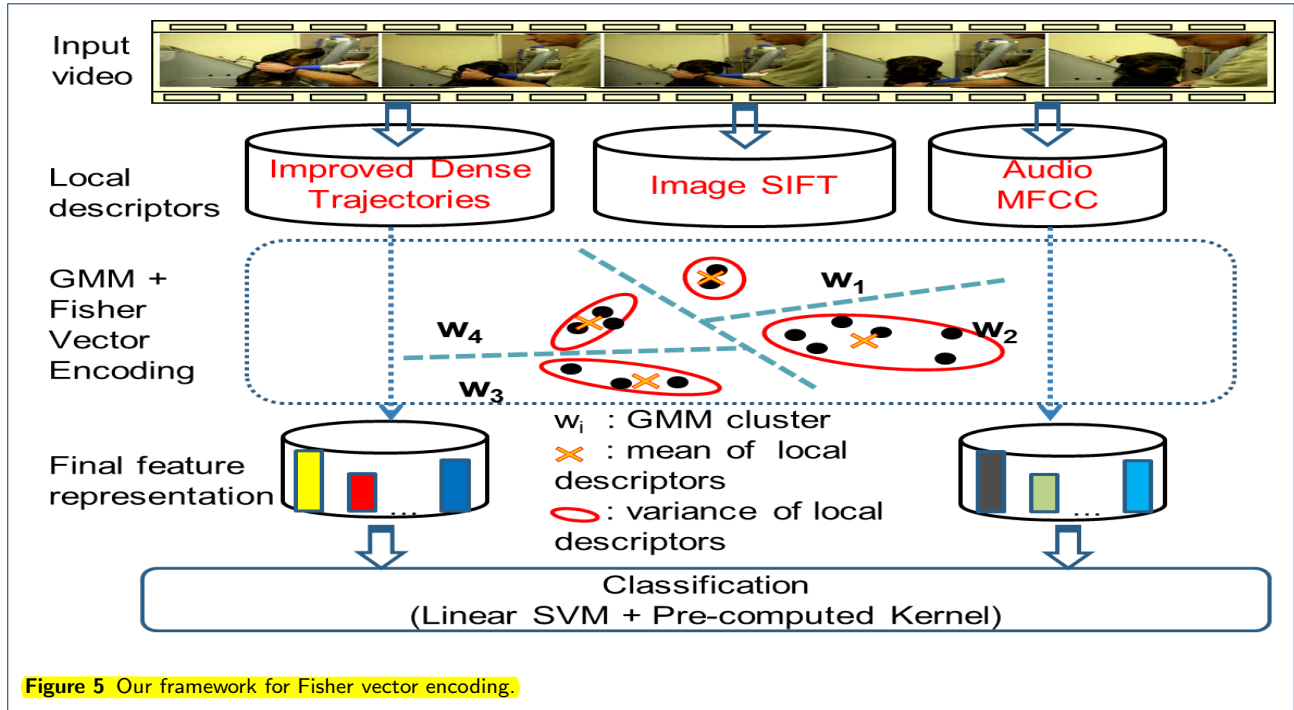 Input
video
Local
descriptors
Improved Dense
Trajectories
Image SIFT
Audio
MFCC
GMM +
Fisher
Vector
Encoding
w1
w2
w4
w3
Final feature
representation
...
wi : GMM cluster
: mean of local
descriptors
: variance of local
descriptors
...
Classification
(Linear SVM + Pre-computed Kernel)
Figure 5 Our framework for Fisher vector encoding.